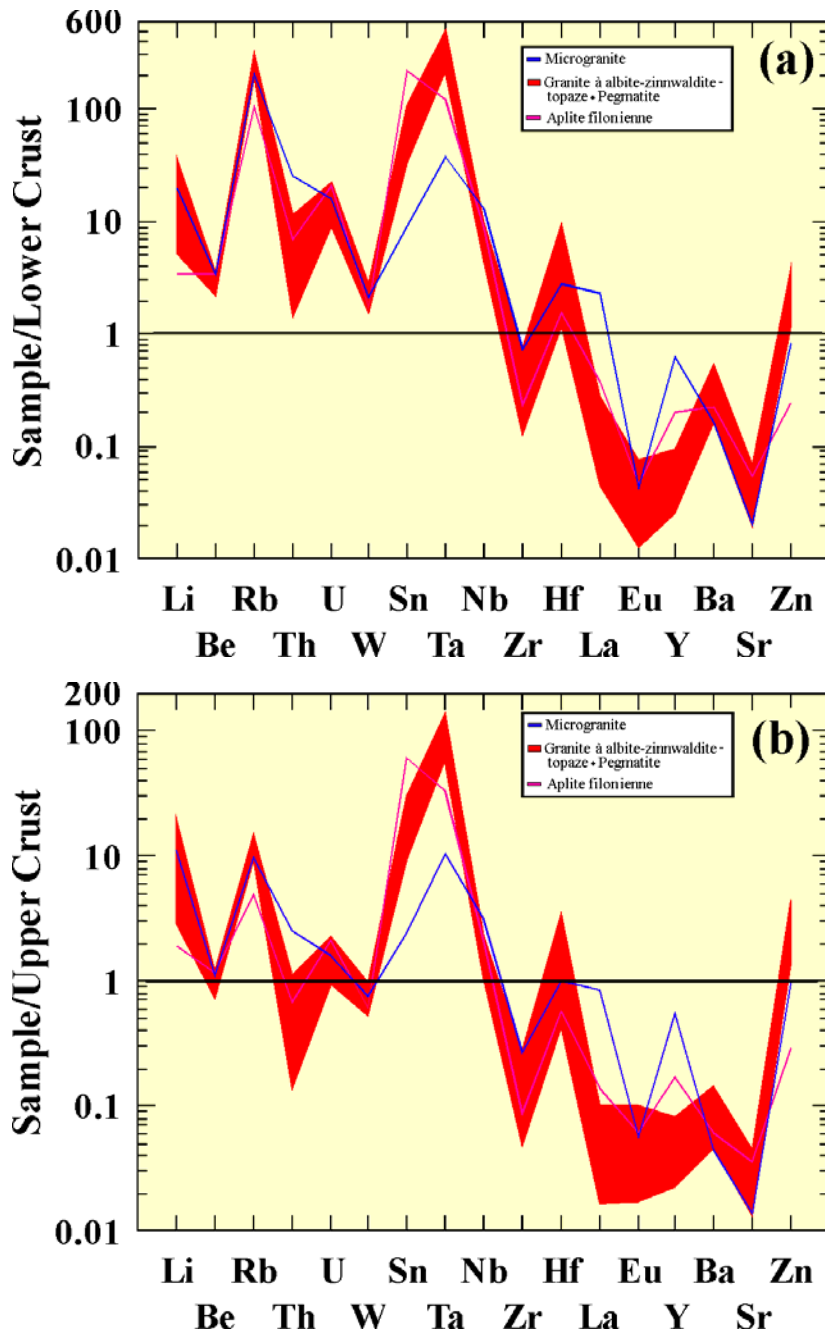 600
(a)
Microgranite
Granite à albite-zinnwaldite-
topaze+Pegmatite
Aplite filonienne
100
10
1
0.1
0.01
Sample/Lower Crust
Li Rb U Sn Nb Hf Eu Ba Zn
Be Th W Ta Zr La Y Sr
200
(b)
Microgranite
Granite à albite-zinnwaldite-
topaze+Pegmatite
Aplite filonienne
100
10
1
0.1
0.01
Sample/Upper Crust
Li Rb U Sn Nb Hf Eu Ba Zn
Be Th W Ta Zr La Y Sr